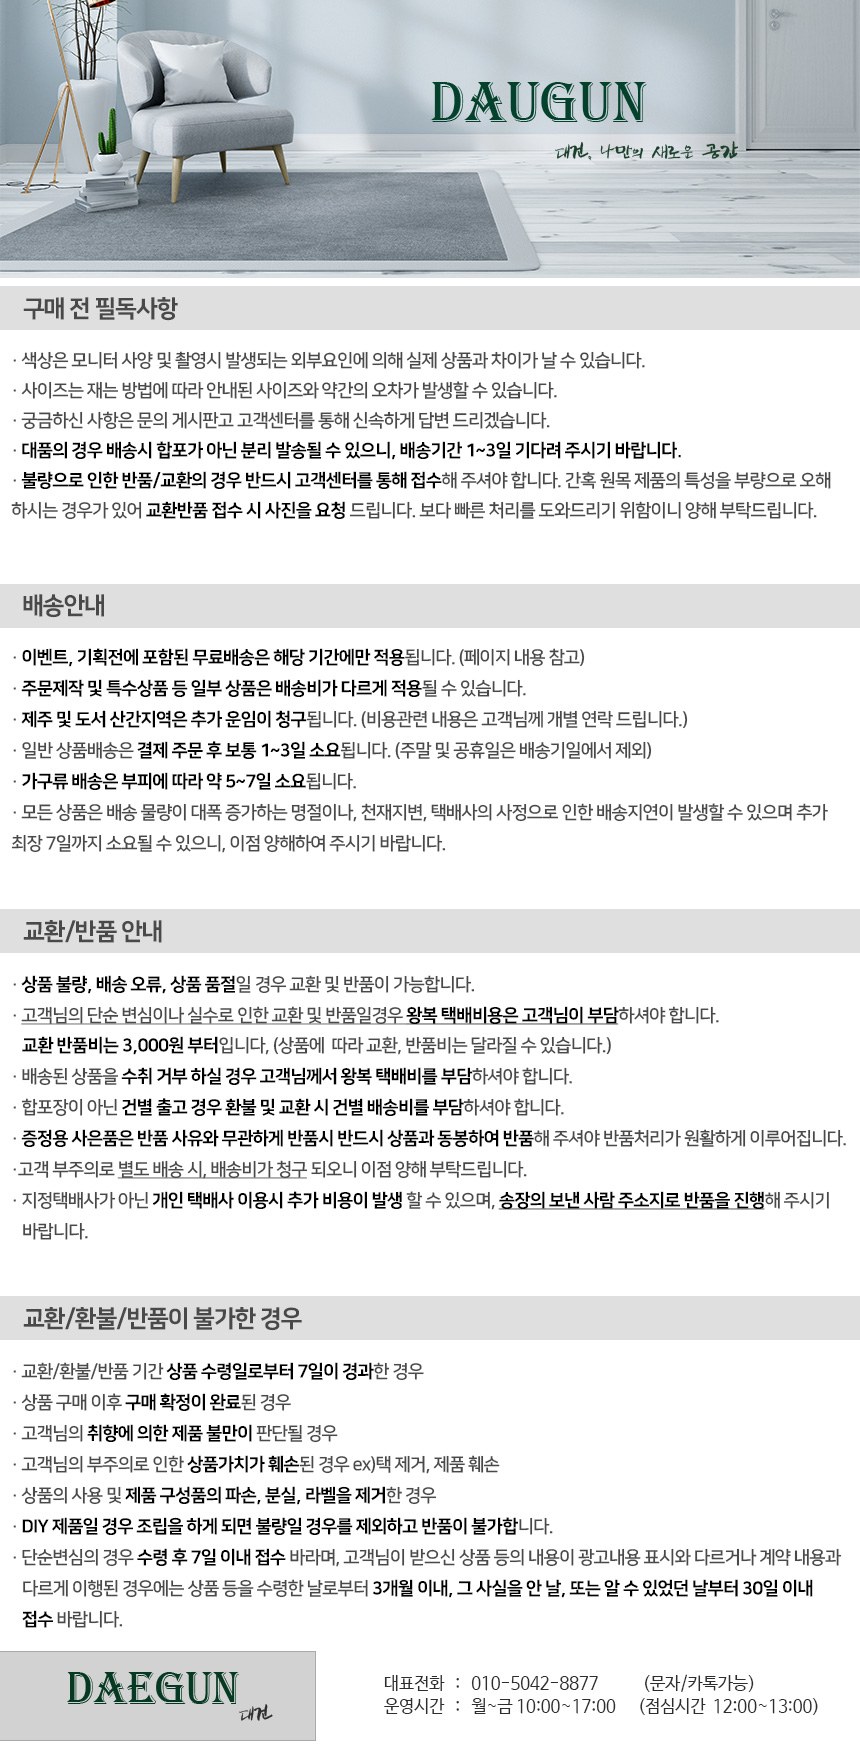 DAUGUN
대건, 나만의 새로운 공간
구매 전 필독사항
· 색상은 모니터 사양 및 촬영시 발생되는 외부요인에 의해 실제 상품과 차이가 날 수 있습니다.
· 사이즈는 재는 방법에 따라 안내된 사이즈와 약간의 오차가 발생할 수 있습니다.
· 궁금하신 사항은 문의 게시판고 고객센터를 통해 신속하게 답변 드리겠습니다.
· 대품의 경우 배송시 합포가 아닌 분리 발송될 수 있으니, 배송기간 1~3일 기다려 주시기 바랍니다.
· 불량으로 인한 반품/교환의 경우 반드시 고객센터를 통해 접수해 주셔야 합니다. 간혹 원목 제품의 특성을 부량으로 오해
하시는 경우가 있어 교환반품 접수 시 사진을 요청 드립니다. 보다 빠른 처리를 도와드리기 위함이니 양해 부탁드립니다.
배송안내
· 이벤트, 기획전에 포함된 무료배송은 해당 기간에만 적용됩니다. (페이지 내용 참고)
· 주문제작 및 특수상품 등 일부 상품은 배송비가 다르게 적용될 수 있습니다.
· 제주 및 도서 산간지역은 추가 운임이 청구됩니다. (비용관련 내용은 고객님께 개별 연락 드립니다.)
· 일반 상품배송은 결제 주문 후 보통 1~3일 소요됩니다. (주말 및 공휴일은 배송기일에서 제외)
· 가구류 배송은 부피에 따라 약 5~7일 소요됩니다.
· 모든 상품은 배송 물량이 대폭 증가하는 명절이나, 천재지변, 택배사의 사정으로 인한 배송지연이 발생할 수 있으며 추가
최장 7일까지 소요될 수 있으니, 이점 양해하여 주시기 바랍니다.
교환/반품 안내
· 상품 불량, 배송 오류, 상품 품절일 경우 교환 및 반품이 가능합니다.
· 고객님의 단순 변심이나 실수로 인한 교환 및 반품일경우 왕복 택배비용은 고객님이 부담하셔야 합니다.
교환 반품비는 3,000원 부터입니다, (상품에 따라 교환, 반품비는 달라질 수 있습니다.)
· 배송된 상품을 수취 거부 하실 경우 고객님께서 왕복 택배비를 부담하셔야 합니다.
· 합포장이 아닌 건별 출고 경우 환불 및 교환 시 건별 배송비를 부담하셔야 합니다.
· 증정용 사은품은 반품 사유와 무관하게 반품시 반드시 상품과 동봉하여 반품해 주셔야 반품처리가 원활하게 이루어집니다.
·고객 부주의로 별도 배송 시, 배송비가 청구 되오니 이점 양해 부탁드립니다.
· 지정택배사가 아닌 개인 택배사 이용시 추가 비용이 발생 할 수 있으며, 송장의 보낸 사람 주소지로 반품을 진행해 주시기
바랍니다.
교환/환불/반품이 불가한 경우
· 교환/환불/반품 기간 상품 수령일로부터 7일이 경과한 경우
· 상품 구매 이후 구매 확정이 완료된 경우
· 고객님의 취향에 의한 제품 불만이 판단될 경우
· 고객님의 부주의로 인한 상품가치가 훼손된 경우 ex)택 제거, 제품 훼손
· 상품의 사용 및 제품 구성품의 파손, 분실, 라벨을 제거한 경우
· DIY 제품일 경우 조립을 하게 되면 불량일 경우를 제외하고 반품이 불가합니다.
· 단순변심의 경우 수령 후 7일 이내 접수 바라며, 고객님이 받으신 상품 등의 내용이 광고내용 표시와 다르거나 계약 내용과
다르게 이행된 경우에는 상품 등을 수령한 날로부터 3개월 이내, 그 사실을 안 날, 또는 알 수 있었던 날부터 30일 이내
접수 바랍니다.
DAEGUN
대건
대표전화 : 010-5042-8877 (문자/카톡가능)
운영시간 : 월~금 10:00~17:00 (점심시간 12:00~13:00)